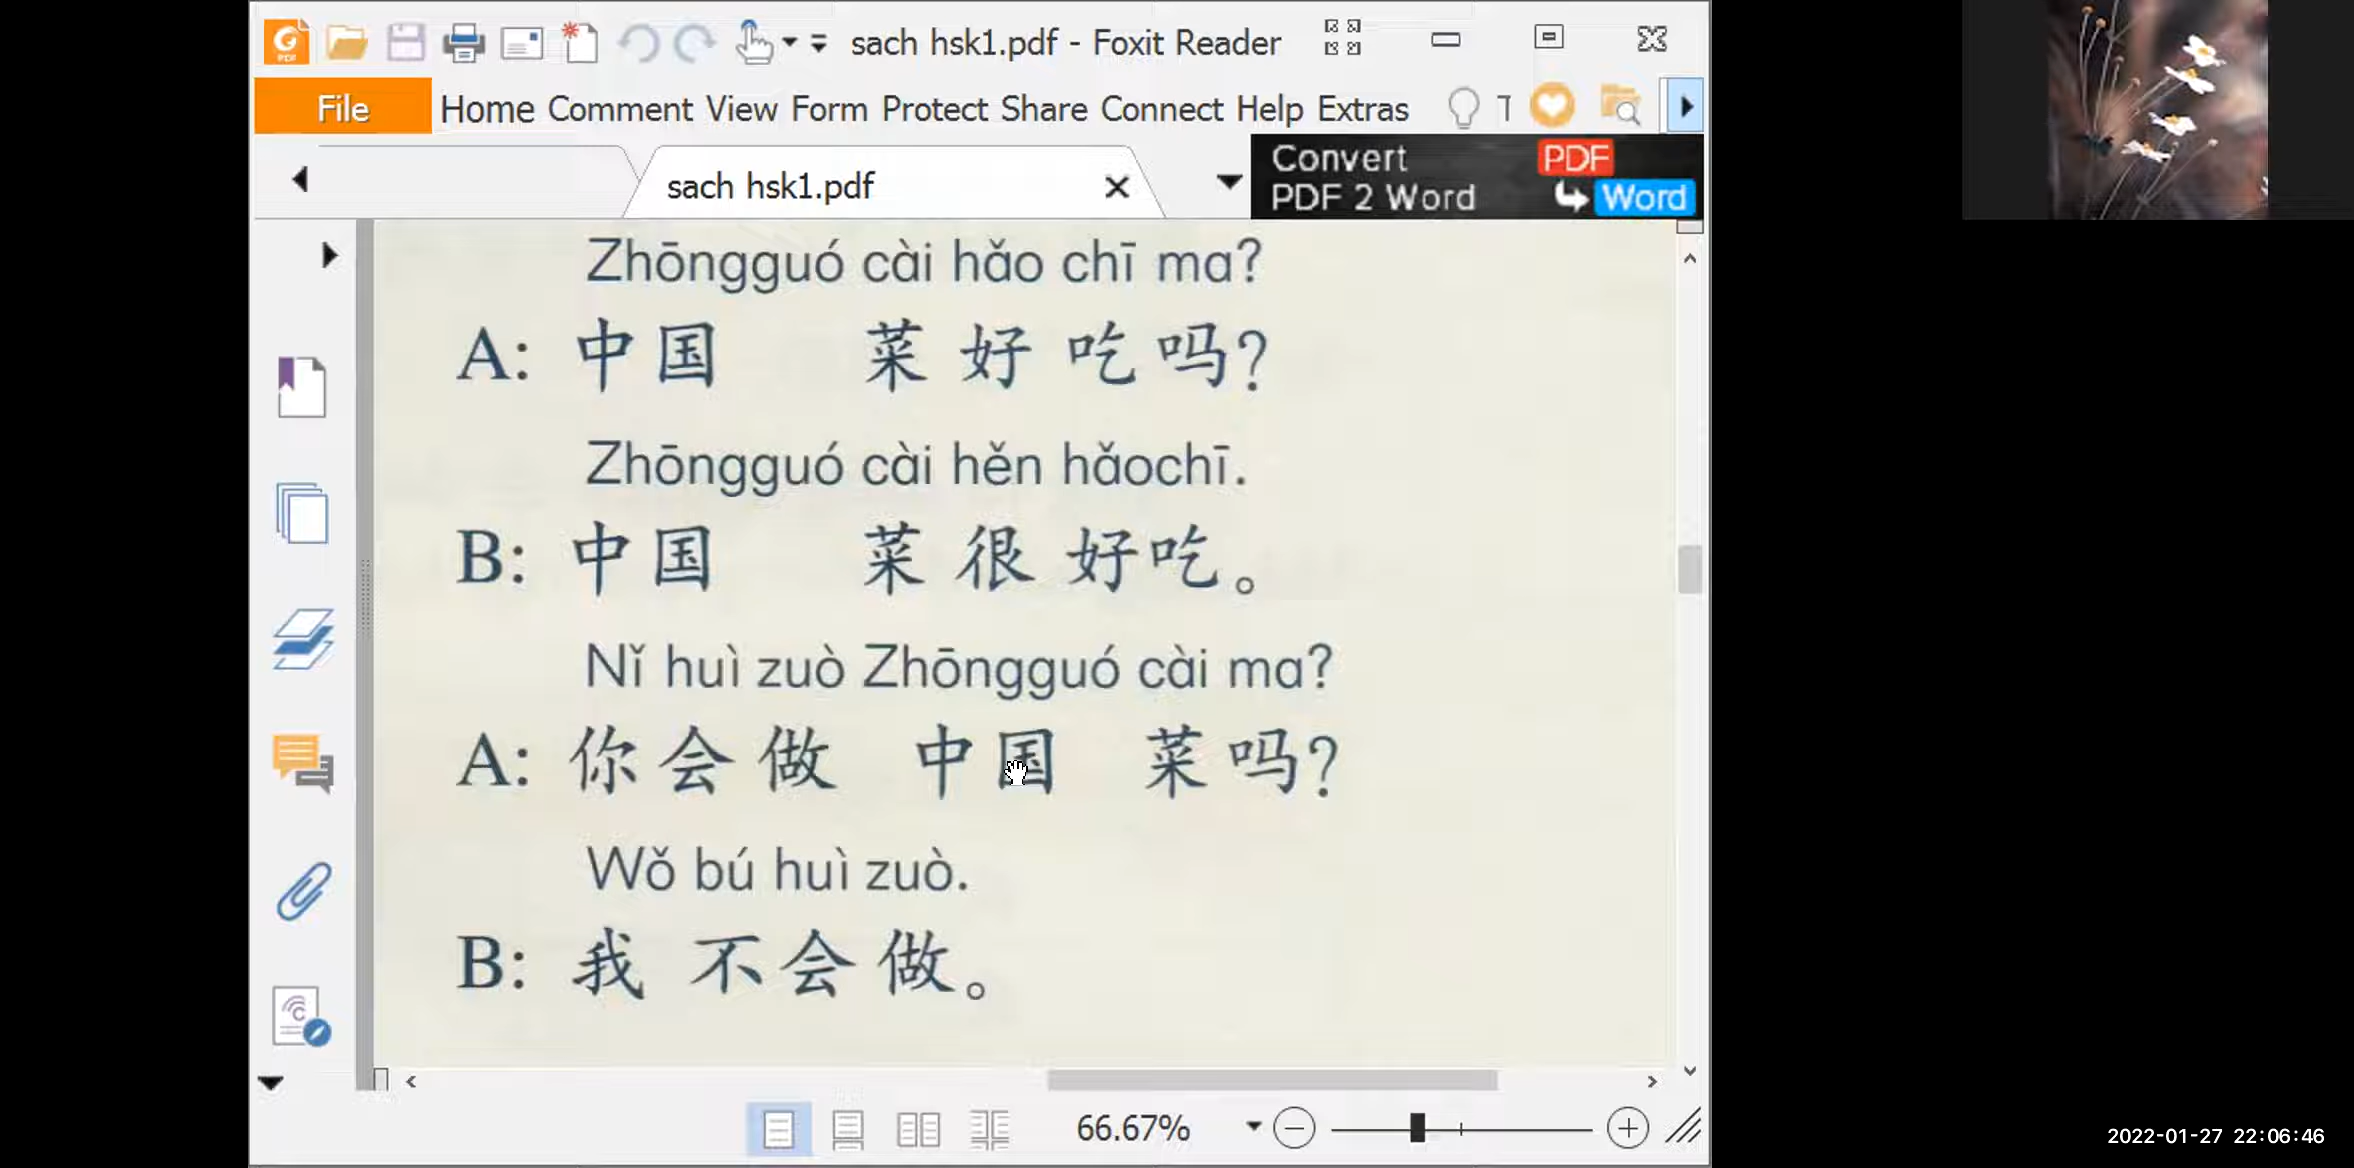 sach hsk1.pdf - Foxit Reader
File Home Comment View Form Protect Share Connect Help Extras
sach hsk1.pdf
Convert PDF
PDF 2 Word Word
Zhōngguó cài hǎo chī ma?
A: 中国 菜 好 吃 吗?
Zhōngguó cài hěn hǎochī.
B: 中国 菜 很 好吃。
Nǐ huì zuò Zhōngguó cài ma?
A: 你 会 做 中国 菜 吗?
Wǒ bú huì zuò.
B: 我 不 会 做。
66.67%
2022-01-27 22:06:46